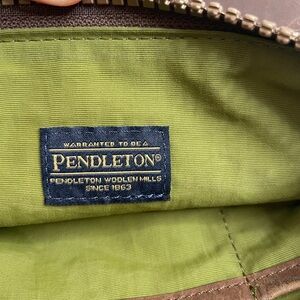 WARRANTED TO BE A
PENDLETON®
PENDLETON WOOLEN MILLS
SINCE 1863